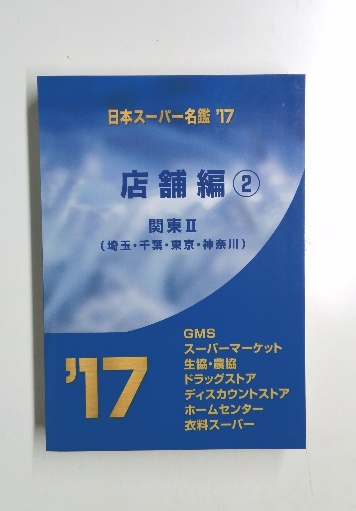 日本スーパー名鑑 '17
店舗編②
関東Ⅱ
(埼玉・千葉・東京・神奈川)
GMS
スーパーマーケット
生協・農協
ドラッグストア
ディスカウントストア
ホームセンター
衣料スーパー
'17